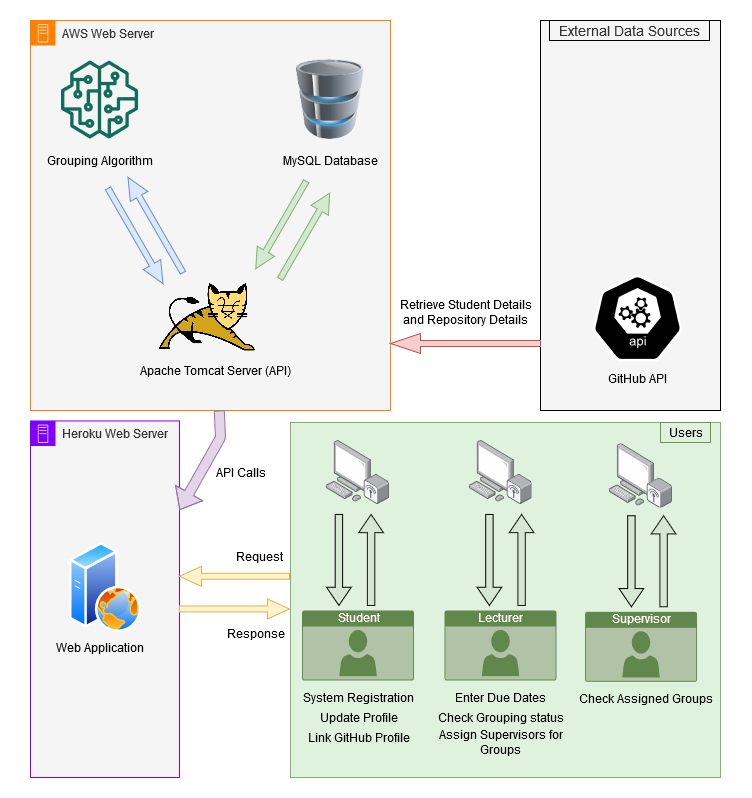 AWS Web Server
External Data Sources
Grouping Algorithm
MySQL Database
Retrieve Student Details
and Repository Details
api
Apache Tomcat Server (API)
GitHub API
Heroku Web Server
Users
API Calls
Request
Response
Web Application
Student
Lecturer
Supervisor
System Registration
Update Profile
Link GitHub Profile
Enter Due Dates
Check Grouping status
Assign Supervisors for
Groups
Check Assigned Groups